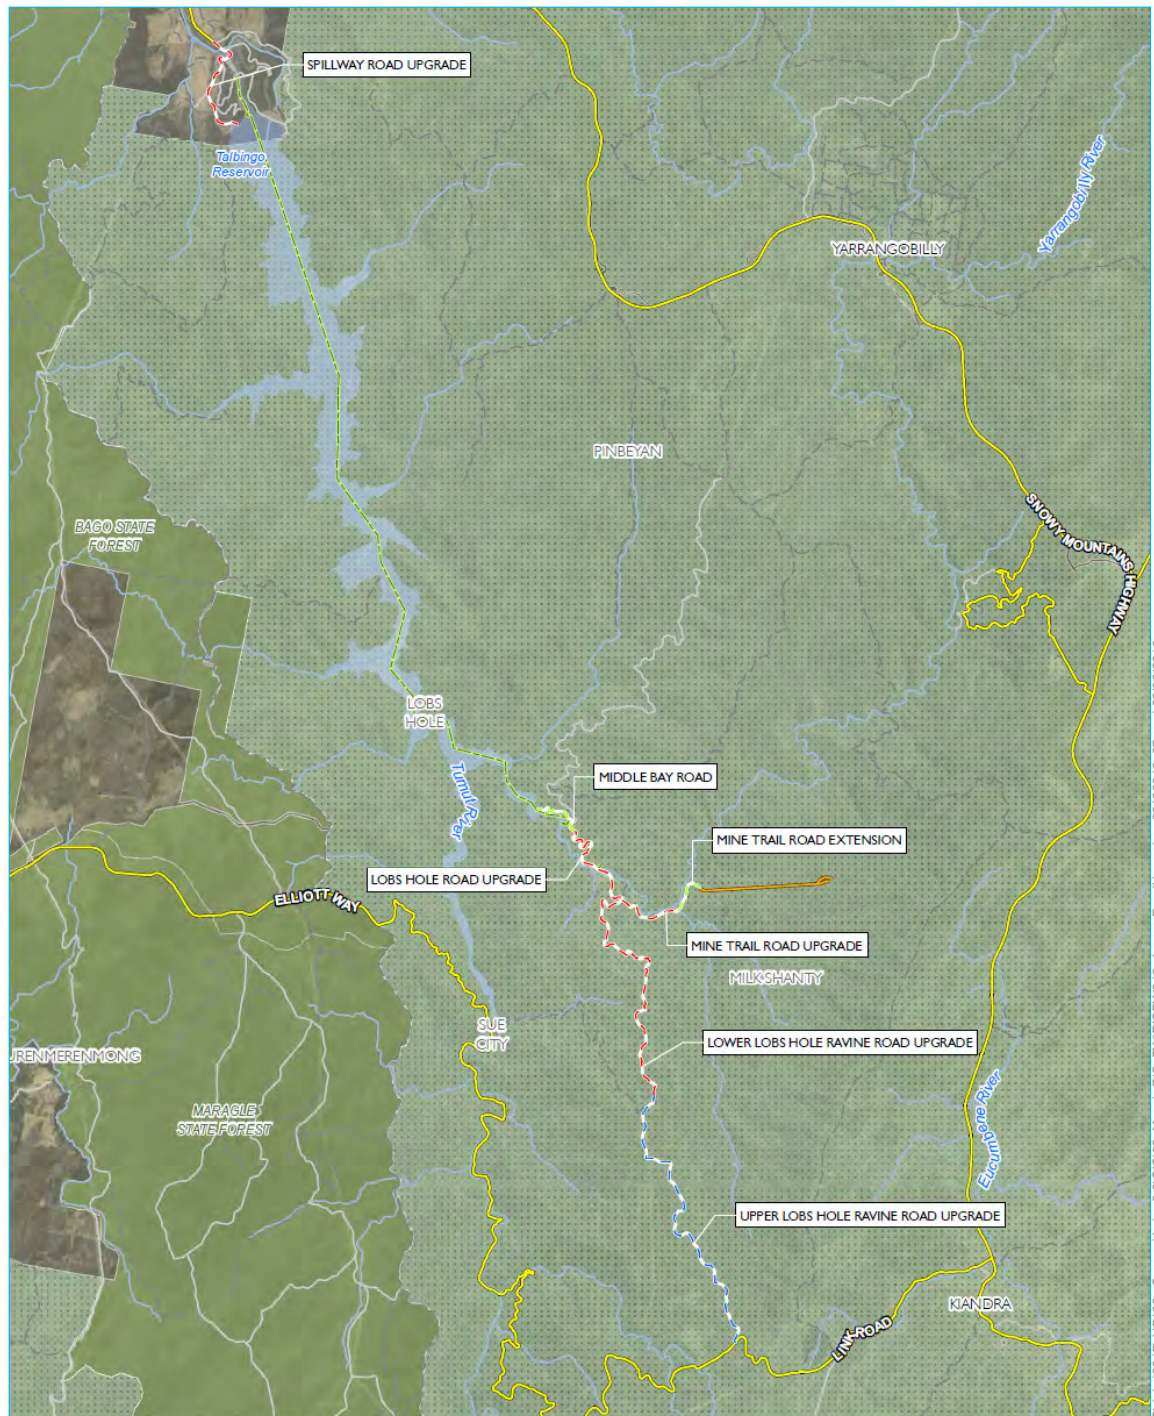 SPILLWAY ROAD UPGRADE
Talbingo
Reservoir
Yarrangobilly River
YARRANGOBILLY
PINBEYAN
SNOWY MOUNTAINS HIGHWAY
BAGO STATE
FOREST
LOBS
HOLE
Tumut River
MIDDLE BAY ROAD
MINE TRAIL ROAD EXTENSION
LOBS HOLE ROAD UPGRADE
ELLIOTT WAY
MINE TRAIL ROAD UPGRADE
MILK SHANTY
SUE
CITY
LOWER LOBS HOLE RAVINE ROAD UPGRADE
URENMERENMONG
MARAGLE
STATE FOREST
Eucumbene River
UPPER LOBS HOLE RAVINE ROAD UPGRADE
KIANDRA
LINK ROAD